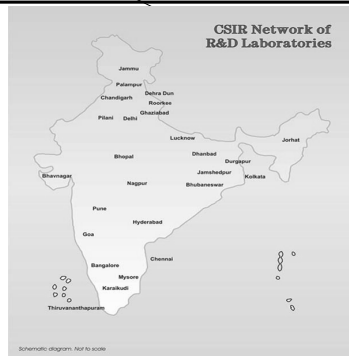 CSIR Network of
R&D Laboratories
Jammu
Palampur
Dehra Dun
Chandigarh
Roorkee
Ghaziabad
Pilani
Delhi
Lucknow
Jorhat
Dhanbad
Bhopal
Durgapur
Jamshedpur
Bhavnagar
Kolkata
Nagpur
Bhubaneswar
Pune
Hyderabad
Goa
Chennai
Bangalore
Mysore
Karaikudi
Thiruvananthapuram
Schematic diagram. Not to scale